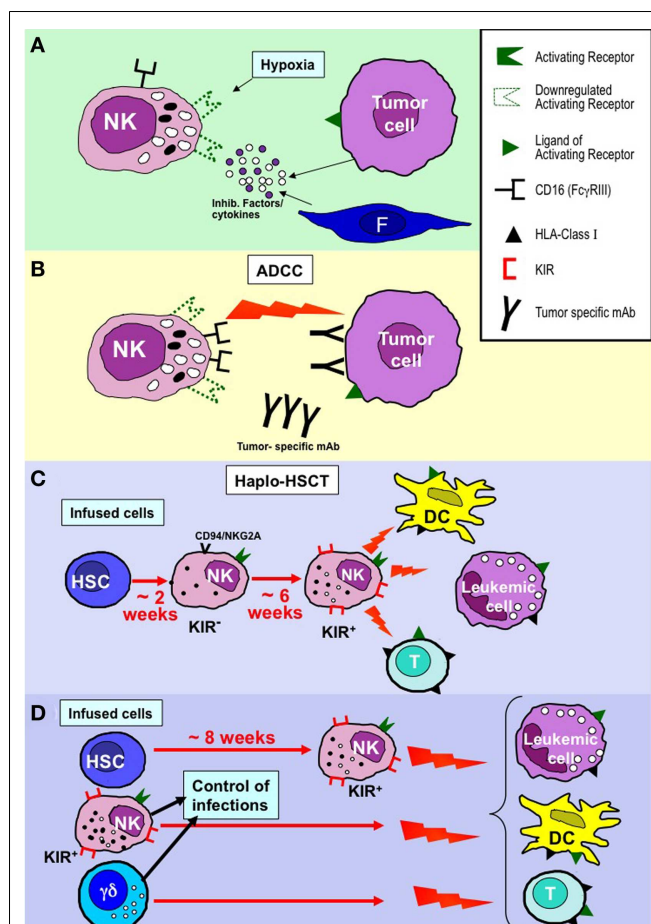 A
Hypoxia
NK
Tumor
cell
Inhib. Factors/
cytokines
F
Activating Receptor
Downregulated
Activating Receptor
Ligand of
Activating Receptor
CD16 (FcγRIII)
HLA-Class I
KIR
Tumor specific mAb
B
ADCC
NK
Tumor
cell
Tumor- specific mAb
C
Haplo-HSCT
Infused cells
DC
CD94/NKG2A
HSC
~ 2
weeks
NK
KIR-
~ 6
weeks
NK
KIR+
Leukemic
cell
T
D
Infused cells
HSC
~ 8 weeks
NK
KIR+
Leukemic
cell
Control of
infections
NK
KIR+
DC
γδ
T